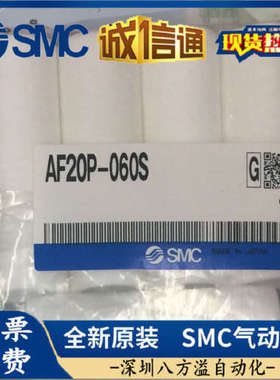 SMC
诚信通
现货热
AF20P-060S
G
SMC
MADE IN JAPAN
票
费
全新原装 SMC气动
-深圳八方溢自动化-